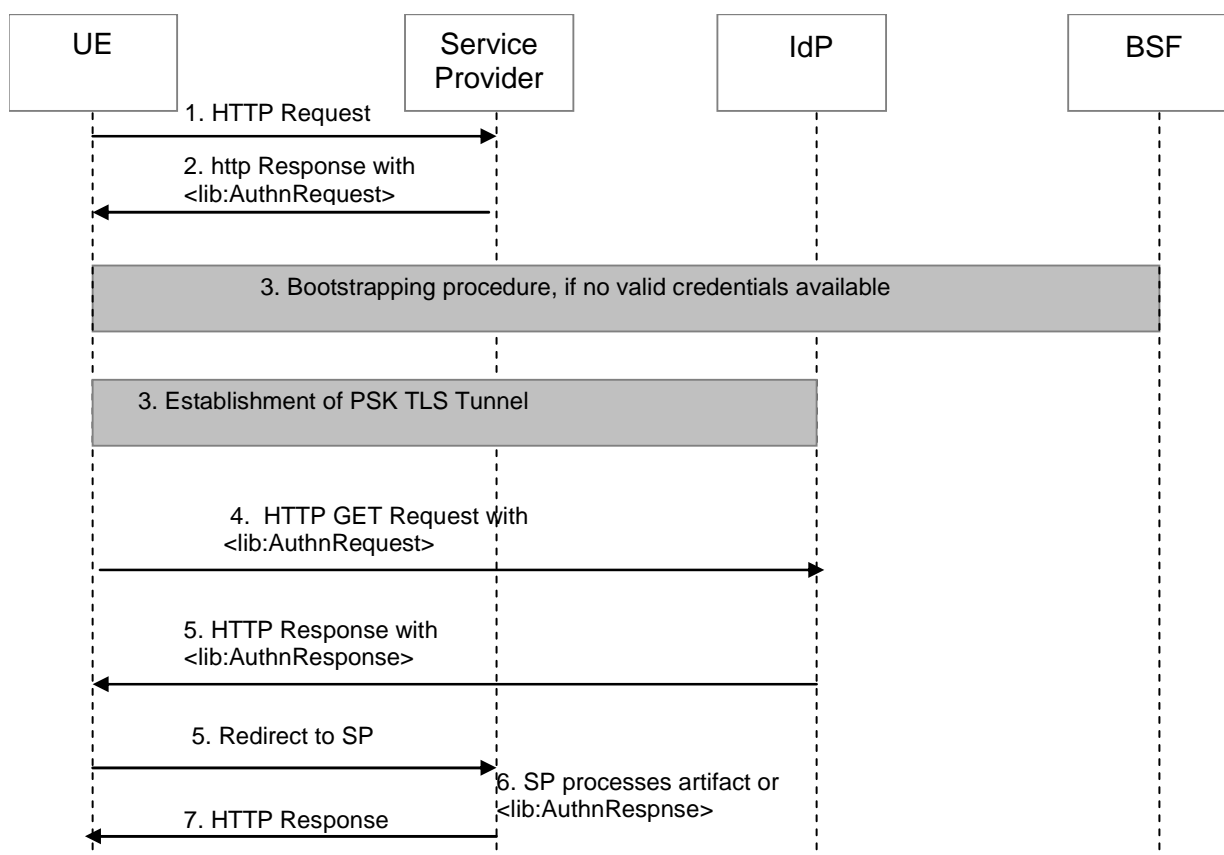 UE
Service
Provider
IdP
BSF
1. HTTP Request
2. http Response with
<lib:AuthnRequest>
3. Bootstrapping procedure, if no valid credentials available
3. Establishment of PSK TLS Tunnel
4. HTTP GET Request with
<lib:AuthnRequest>
5. HTTP Response with
<lib:AuthnResponse>
5. Redirect to SP
6. SP processes artifact or
<lib:AuthnRespnse>
7. HTTP Response